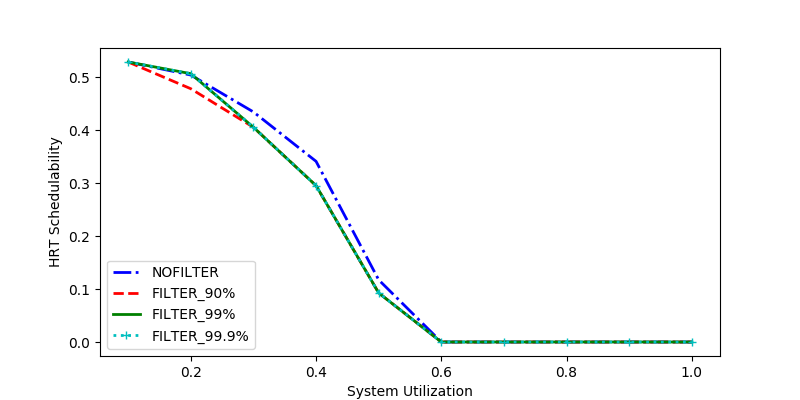 0.5
0.4
0.3
0.2
0.1
0.0
HRT Schedulability
NOFILTER
FILTER_90%
FILTER_99%
FILTER_99.9%
0.2 0.4 0.6 0.8 1.0
System Utilization